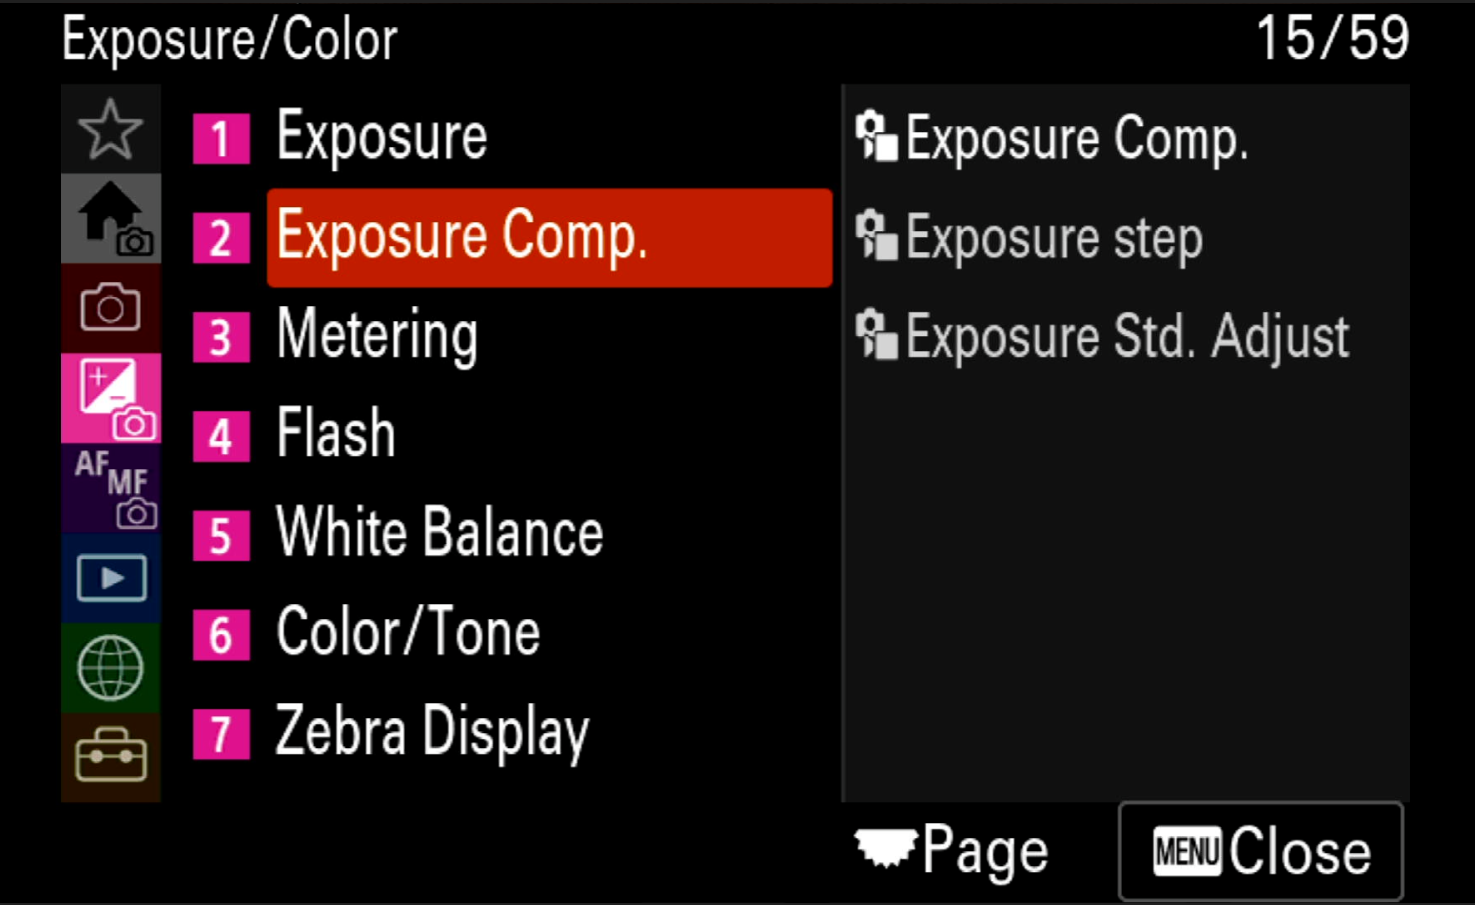 Exposure/Color 15/59
1 Exposure
2 Exposure Comp.
3 Metering
4 Flash
5 White Balance
6 Color/Tone
7 Zebra Display
AF MF
Exposure Comp.
Exposure step
Exposure Std. Adjust
Page MENU Close